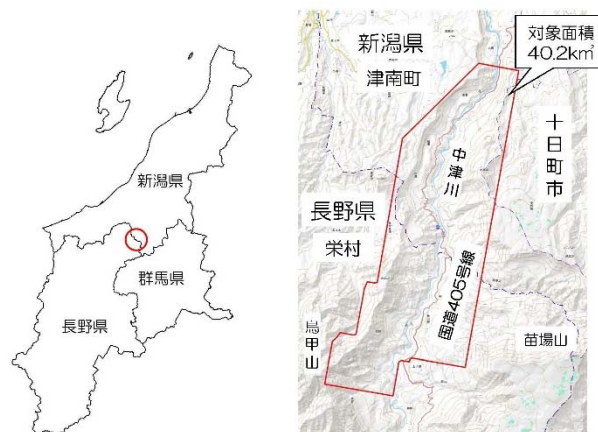 新潟県
群馬県
長野県
新潟県
津南町
対象面積
40.2km²
十日町市
中津川
長野県
栄村
国道405号線
鳥甲山
苗場山